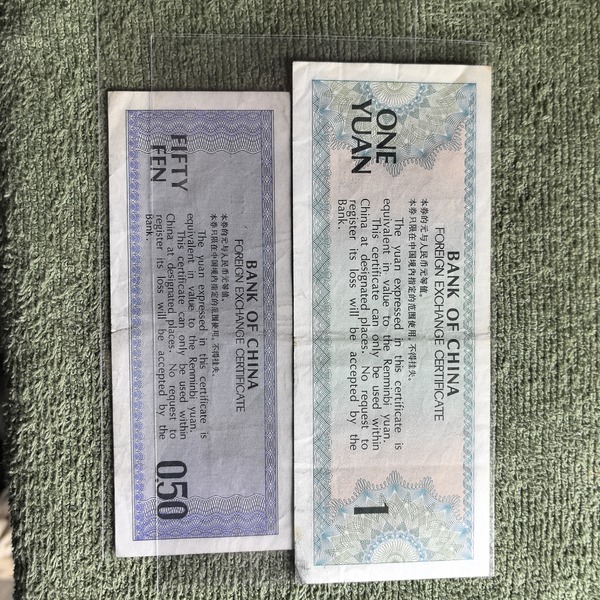 FIFTY
FEN
BANK OF CHINA
FOREIGN EXCHANGE CERTIFICATE
本券的元与人民币元等值。
本券只限在中国境内指定的范围使用，不得挂失。
The yuan expressed in this certificate is
equivalent in value to the Renminbi yuan.
This certificate can only be used within
China at designated places. No request to
register its loss will be accepted by the
Bank.
0.50
ONE
YUAN
BANK OF CHINA
FOREIGN EXCHANGE CERTIFICATE
本券的元与人民币元等值。
本券只限在中国境内指定的范围使用，不得挂失。
The yuan expressed in this certificate is
equivalent in value to the Renminbi yuan.
This certificate can only be used within
China at designated places. No request to
register its loss will be accepted by the
Bank.
1